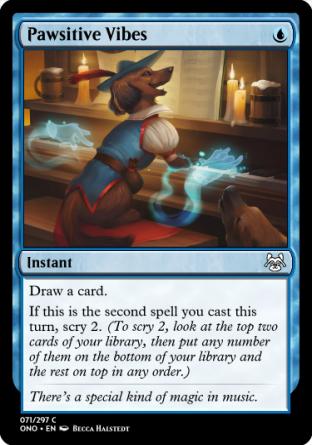 Pawsitive Vibes
Instant
Draw a card.
If this is the second spell you cast this
turn, scry 2. (To scry 2, look at the top two
cards of your library, then put any number
of them on the bottom of your library and
the rest on top in any order.)
There's a special kind of magic in music.
071/297 C
ONO • EN Becca Halstedt